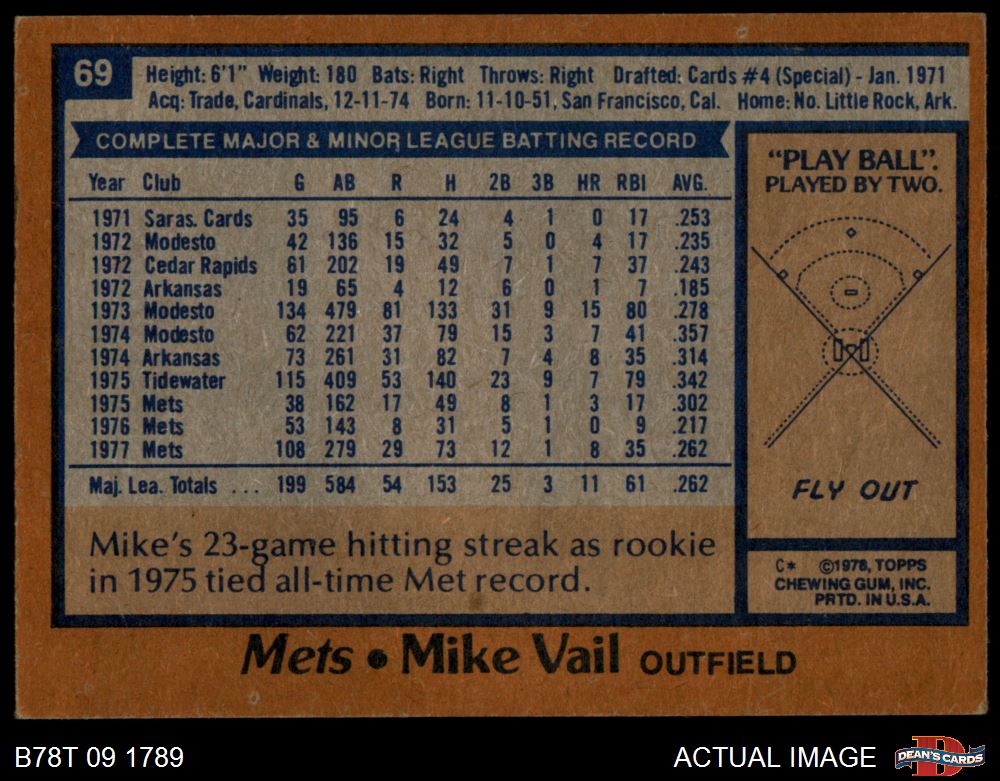 69
Height: 6'1" Weight: 180 Bats: Right Throws: Right Drafted: Cards #4 (Special) - Jan. 1971
Acq: Trade, Cardinals, 12-11-74 Born: 11-10-51, San Francisco, Cal. Home: No. Little Rock, Ark.
COMPLETE MAJOR & MINOR LEAGUE BATTING RECORD
Year Club G AB R H 2B 3B HR RBI AVG.
1971 Saras. Cards 35 95 6 24 4 1 0 17 .253
1972 Modesto 42 136 15 32 5 0 4 17 .235
1972 Cedar Rapids 61 202 19 49 7 1 7 37 .243
1972 Arkansas 19 65 4 12 6 0 1 7 .185
1973 Modesto 134 479 81 133 31 9 15 80 .278
1974 Modesto 62 221 37 79 15 3 7 41 .357
1974 Arkansas 73 261 31 82 7 4 8 35 .314
1975 Tidewater 115 409 53 140 23 9 7 79 .342
1975 Mets 38 162 17 49 8 1 3 17 .302
1976 Mets 53 143 8 31 5 1 0 9 .217
1977 Mets 108 279 29 73 12 1 8 35 .262
Maj. Lea. Totals ... 199 584 54 153 25 3 11 61 .262
Mike's 23-game hitting streak as rookie
in 1975 tied all-time Met record.
"PLAY BALL".
PLAYED BY TWO.
FLY OUT
C* ©1978, TOPPS
CHEWING GUM, INC.
PRTD. IN U.S.A.
Mets • Mike Vail OUTFIELD
B78T 09 1789
ACTUAL IMAGE
D
DEAN'S CARDS